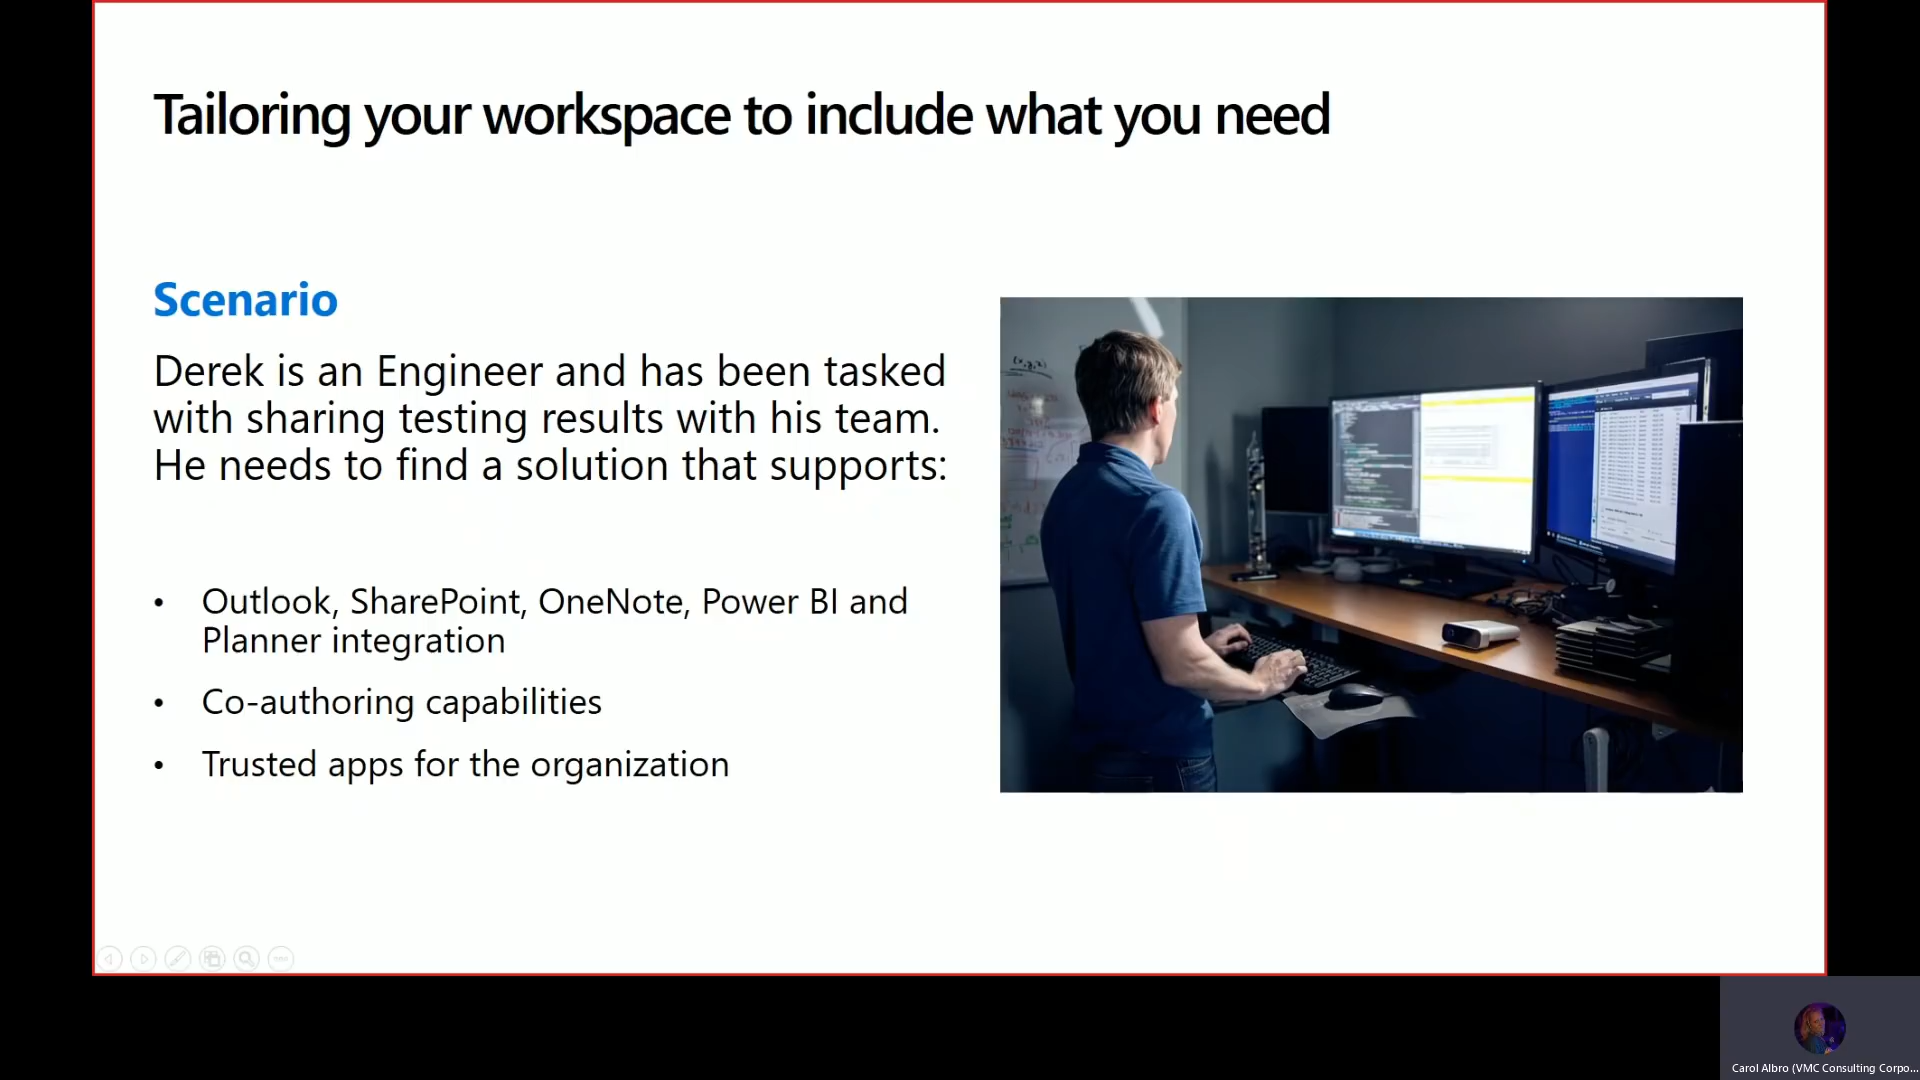 Tailoring your workspace to include what you need
Scenario
Derek is an Engineer and has been tasked
with sharing testing results with his team.
He needs to find a solution that supports:
• Outlook, SharePoint, OneNote, Power BI and
Planner integration
• Co-authoring capabilities
• Trusted apps for the organization
Carol Albro (VMC Consulting Corpo...